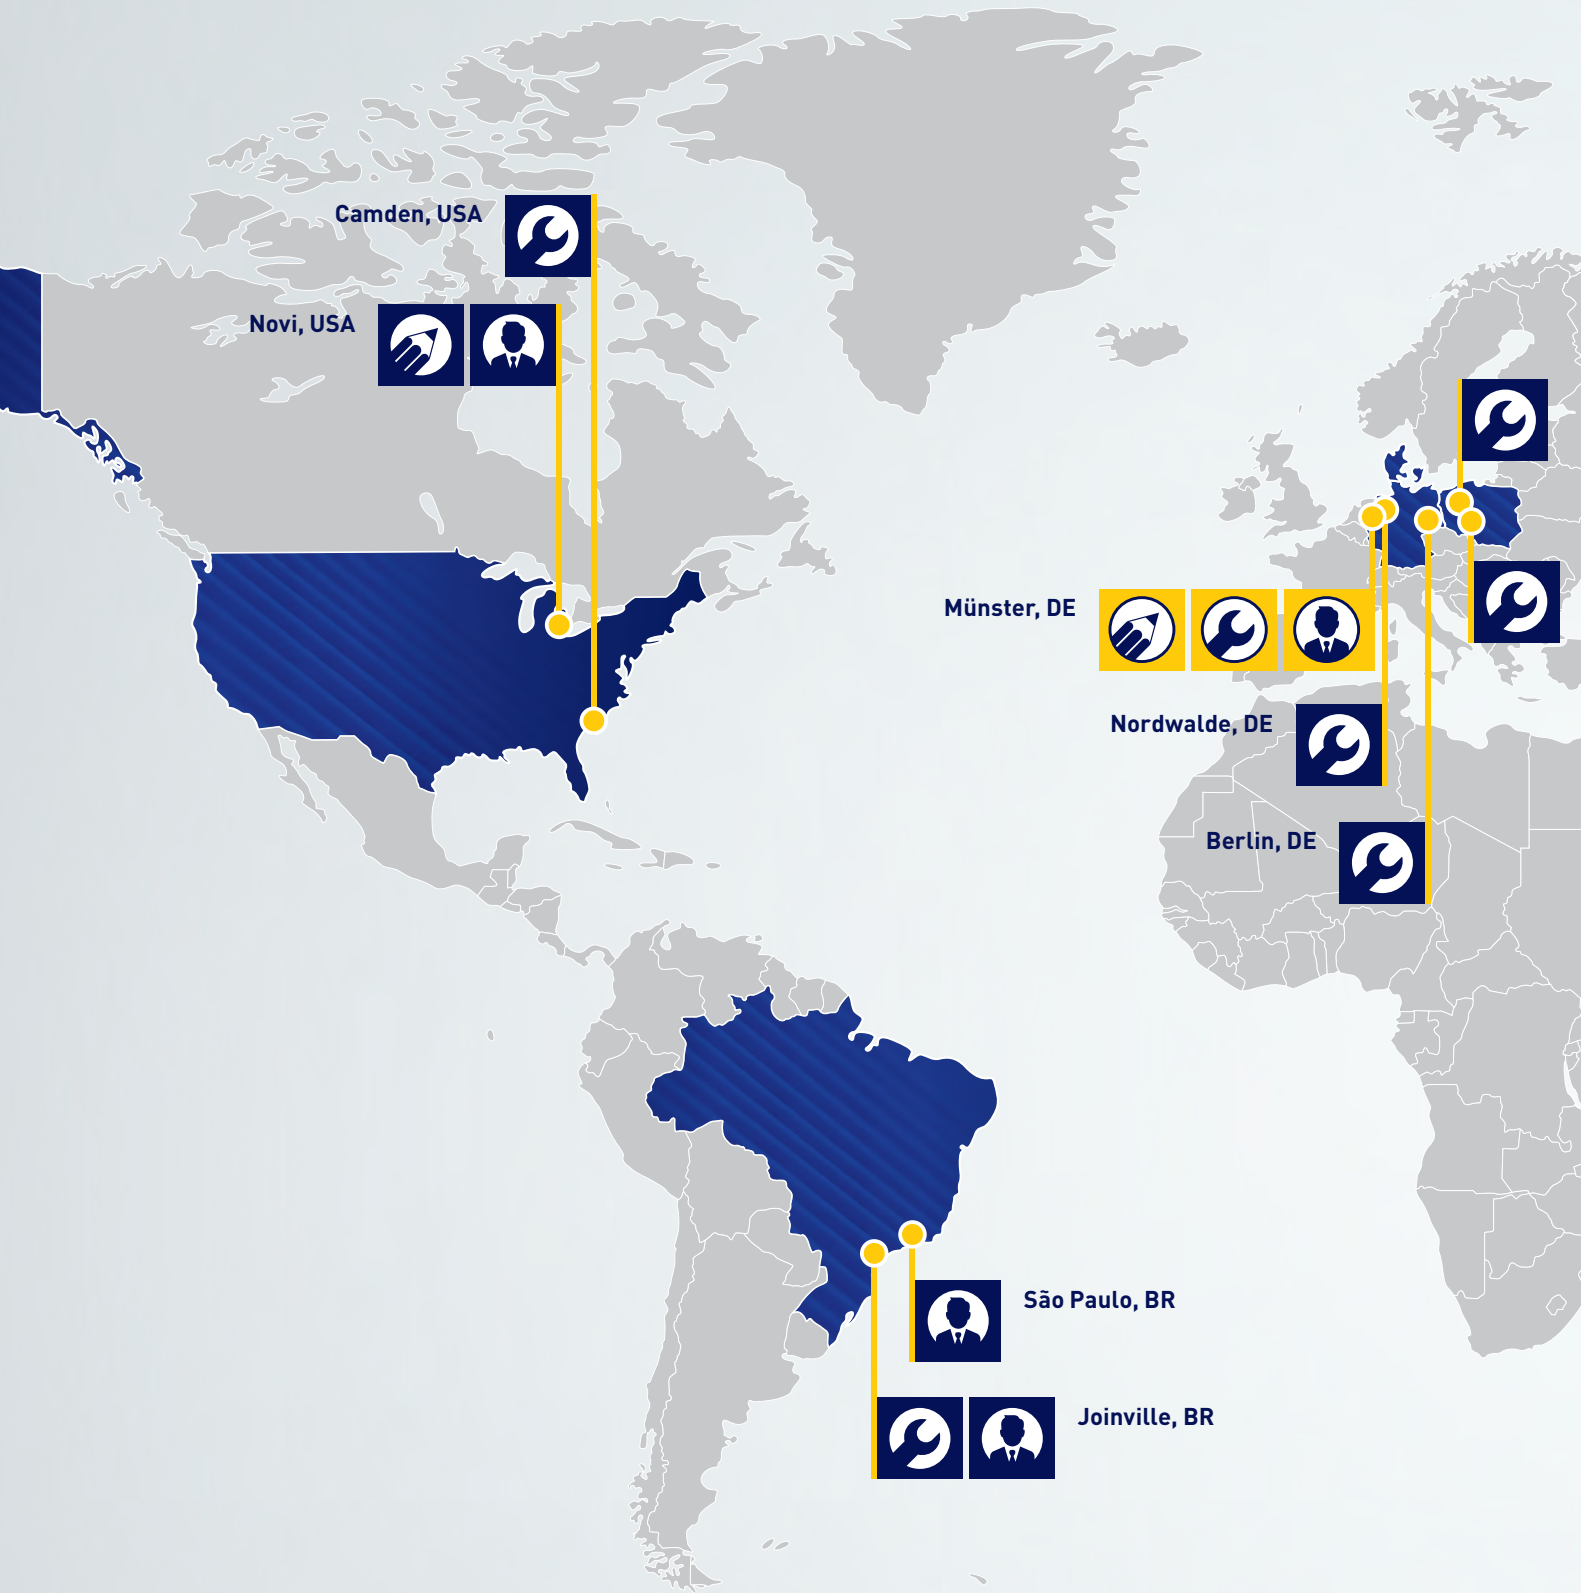 Camden, USA
Novi, USA
Münster, DE
Nordwalde, DE
Berlin, DE
São Paulo, BR
Joinville, BR